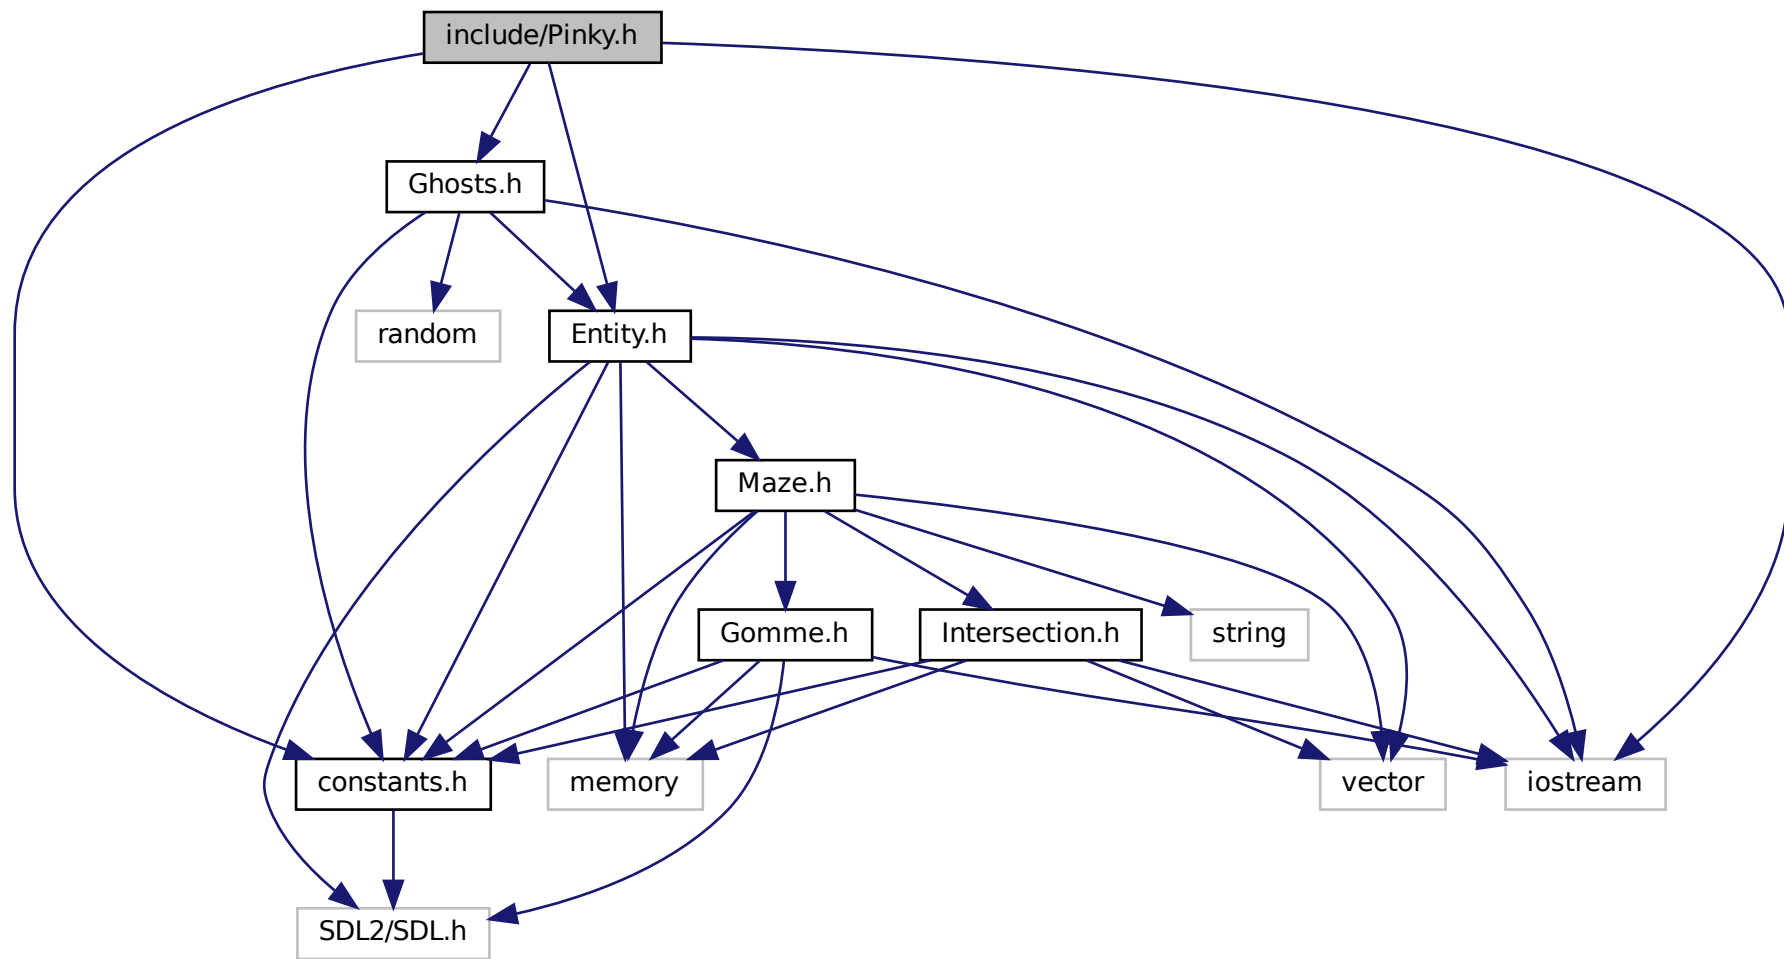 include/Pinky.h
Ghosts.h
random
Entity.h
Maze.h
Gomme.h
Intersection.h
string
constants.h
memory
vector
iostream
SDL2/SDL.h